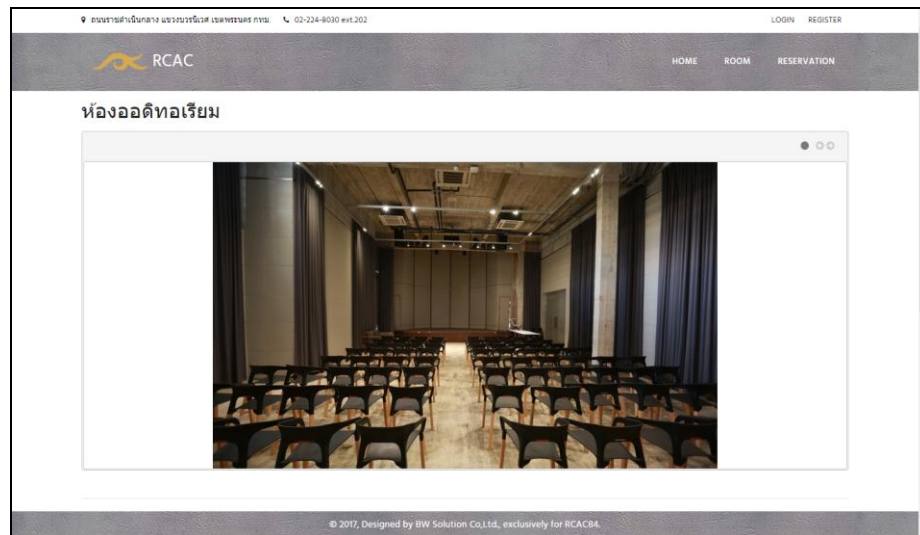 ถนนราชดำเนินกลาง แขวงบวรนิเวศ เขตพระนคร กทม. 02-224-8030 ext.202 LOGIN REGISTER
RCAC HOME ROOM RESERVATION
ห้องออดิทอเรียม
© 2017, Designed by BW Solution Co,Ltd., exclusively for RCAC84.